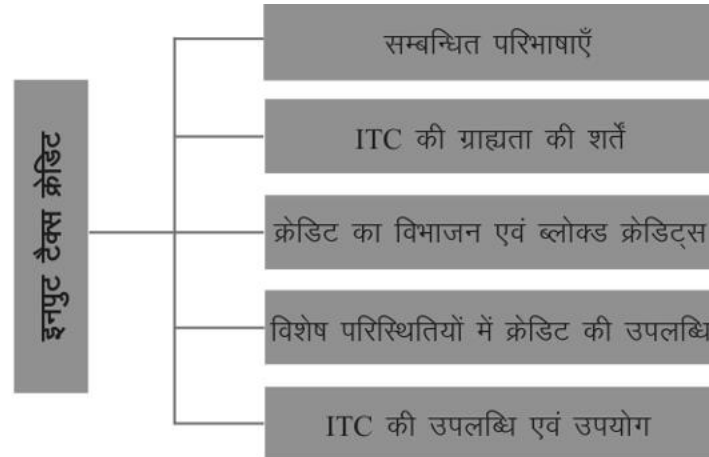 इनपुट टैक्स क्रेडिट
सम्बन्धित परिभाषाएँ
ITC की ग्राह्यता की शर्तें
क्रेडिट का विभाजन एवं ब्लोक्ड क्रेडिट्स
विशेष परिस्थितियों में क्रेडिट की उपलब्धि
ITC की उपलब्धि एवं उपयोग